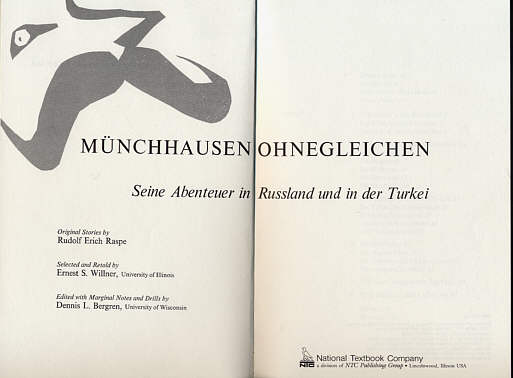 MÜNCHHAUSEN OHNEGLEICHEN
Seine Abenteuer in Russland und in der Turkei
Original Stories by
Rudolf Erich Raspe
Selected and Retold by
Ernest S. Willner, University of Illinois
Edited with Marginal Notes and Drills by
Dennis L. Bergren, University of Wisconsin
NTC
National Textbook Company
a division of NTC Publishing Group • Lincolnwood, Illinois USA